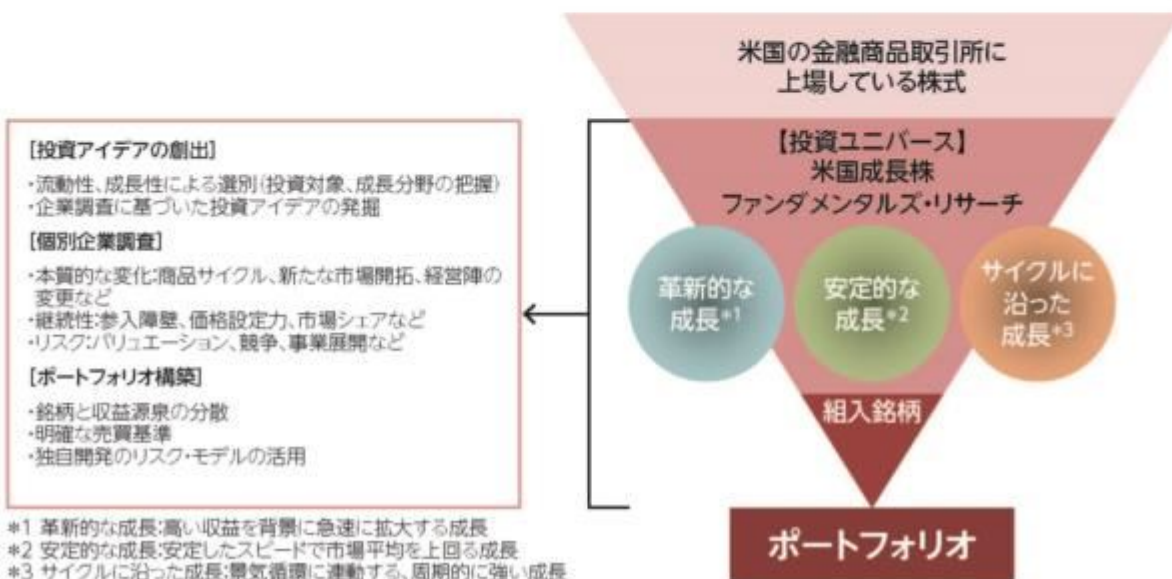 米国の金融商品取引所に
上場している株式
【投資ユニバース】
米国成長株
ファンダメンタルズ・リサーチ
革新的な
成長*1
安定的な
成長*2
サイクルに
沿った
成長*3
組入銘柄
ポートフォリオ
[投資アイデアの創出]
・流動性、成長性による選別(投資対象、成長分野の把握)
・企業調査に基づいた投資アイデアの発掘
[個別企業調査]
・本質的な変化:商品サイクル、新たな市場開拓、経営陣の
変更など
・継続性:参入障壁、価格設定力、市場シェアなど
・リスク:バリュエーション、競争、事業展開など
[ポートフォリオ構築]
・銘柄と収益源泉の分散
・明確な売買基準
・独自開発のリスク・モデルの活用
*1 革新的な成長:高い収益を背景に急速に拡大する成長
*2 安定的な成長:安定したスピードで市場平均を上回る成長
*3 サイクルに沿った成長:景気循環に連動する、周期的に強い成長